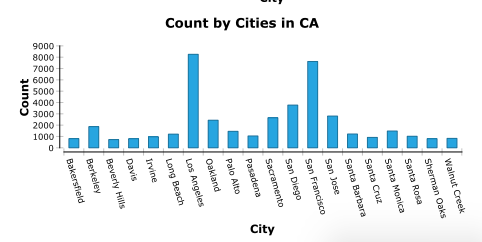 City
Count by Cities in CA
Count
9000
8000
7000
6000
5000
4000
3000
2000
1000
0
Bakersfield
Berkeley
Beverly Hills
Davis
Irvine
Long Beach
Los Angeles
Oakland
Palo Alto
Pasadena
Sacramento
San Diego
San Francisco
San Jose
Santa Barbara
Santa Cruz
Santa Monica
Santa Rosa
Sherman Oaks
Walnut Creek
City